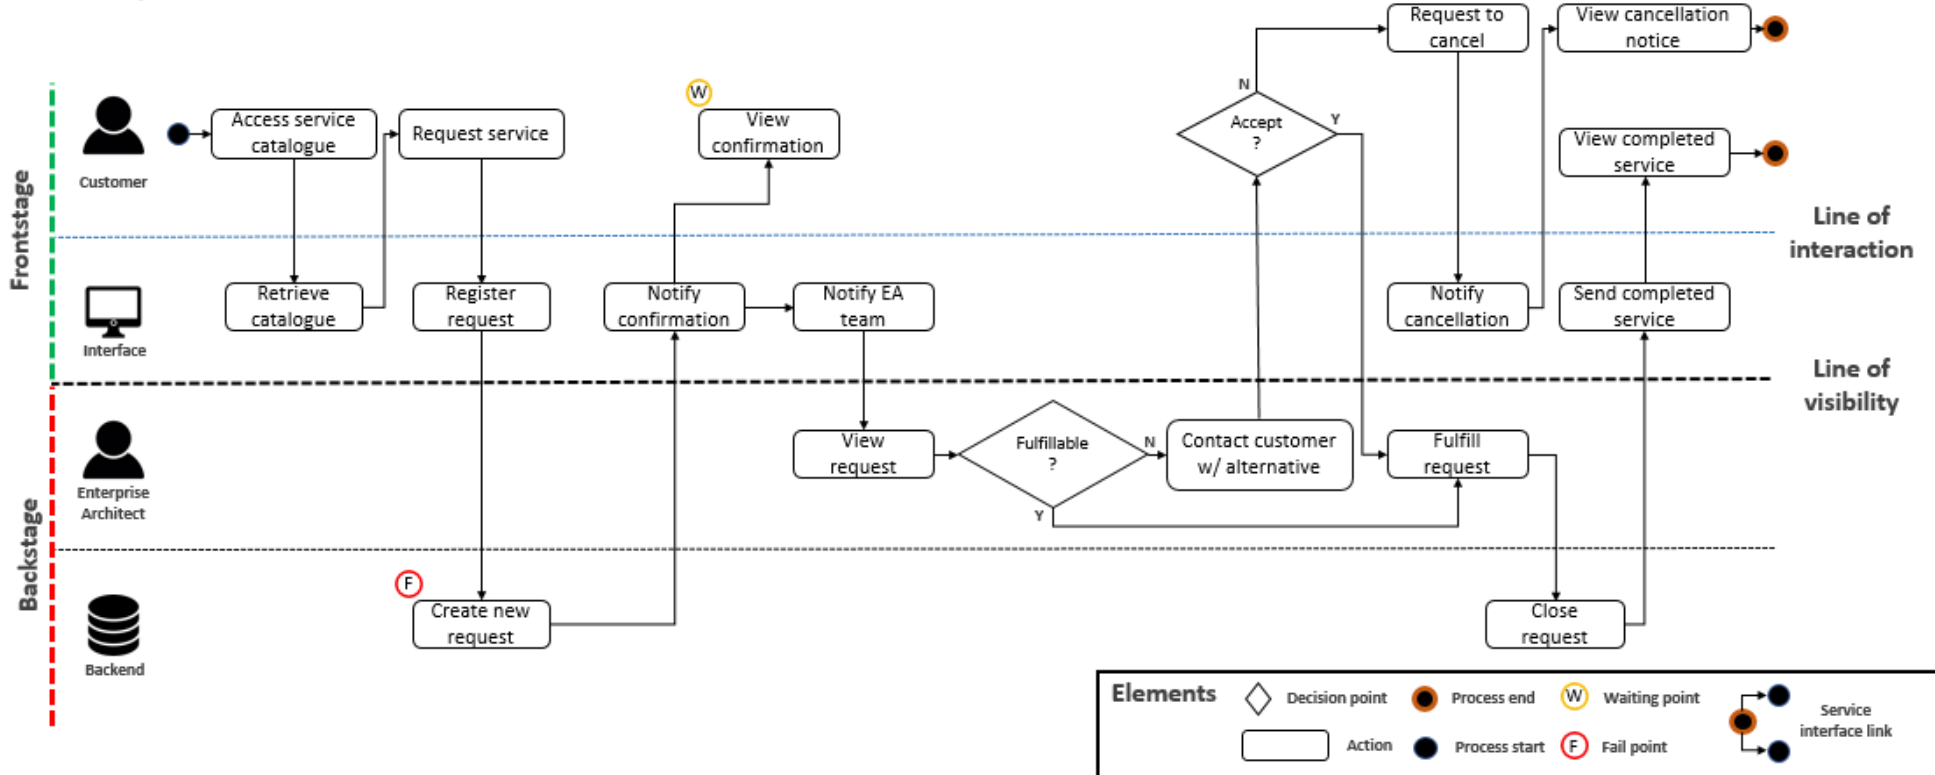 Request to
cancel
View cancellation
notice
N
W
Access service
catalogue
Request service
View
confirmation
Accept
?
Y
View completed
service
Customer
Frontstage
Line of
interaction
Retrieve
catalogue
Register
request
Notify
confirmation
Notify EA
team
Notify
cancellation
Send completed
service
Interface
Line of
visibility
View
request
Fulfillable
?
N
Contact customer
w/ alternative
Fulfill
request
Enterprise
Architect
Y
Backstage
F
Create new
request
Close
request
Backend
Elements
Decision point
Process end
W
Waiting point
Service
interface link
Action
Process start
F
Fail point